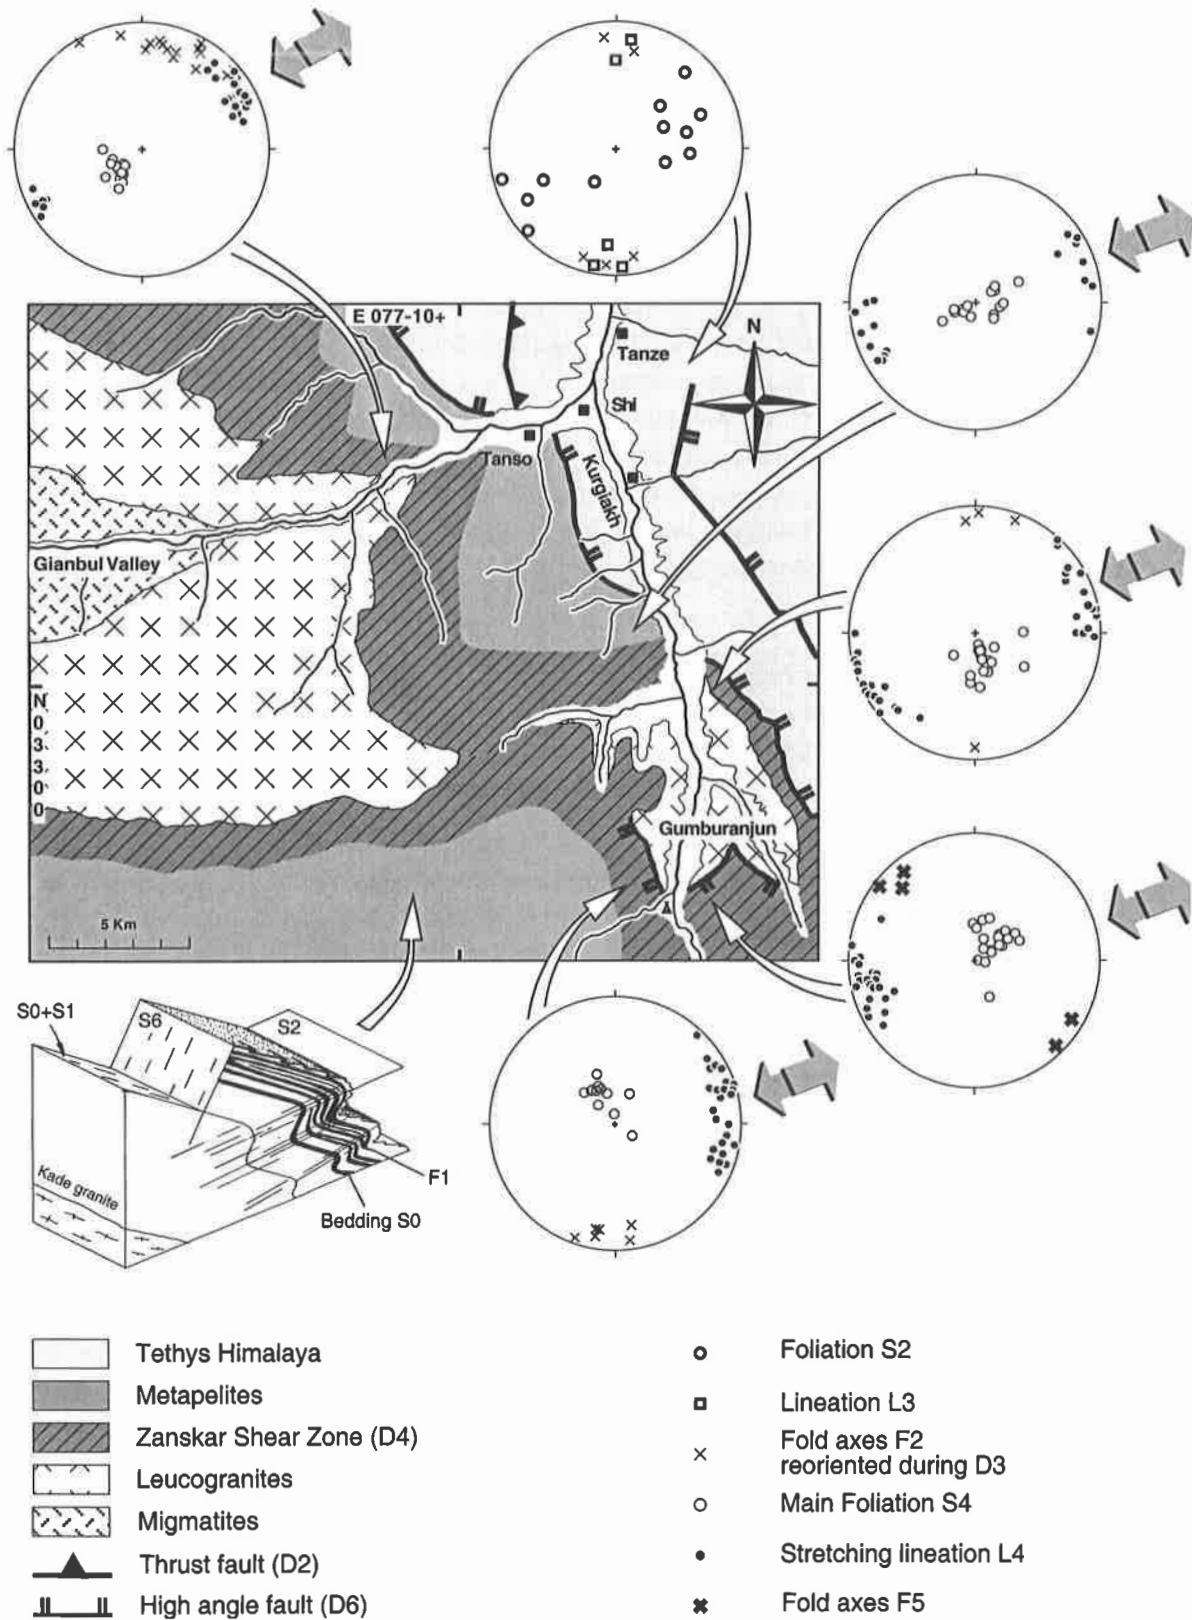 E 077-10+
N
Tanze
Shi
Tanso
Kurgiakh
Gianbul Valley
N
0
3
3
0
0
Gumburanjun
5 Km
S0+S1
S6
S2
Kade granite
F1
Bedding S0
Tethys Himalaya
Metapelites
Zanskar Shear Zone (D4)
Leucogranites
Migmatites
Thrust fault (D2)
High angle fault (D6)
Foliation S2
Lineation L3
Fold axes F2
reoriented during D3
Main Foliation S4
Stretching lineation L4
Fold axes F5